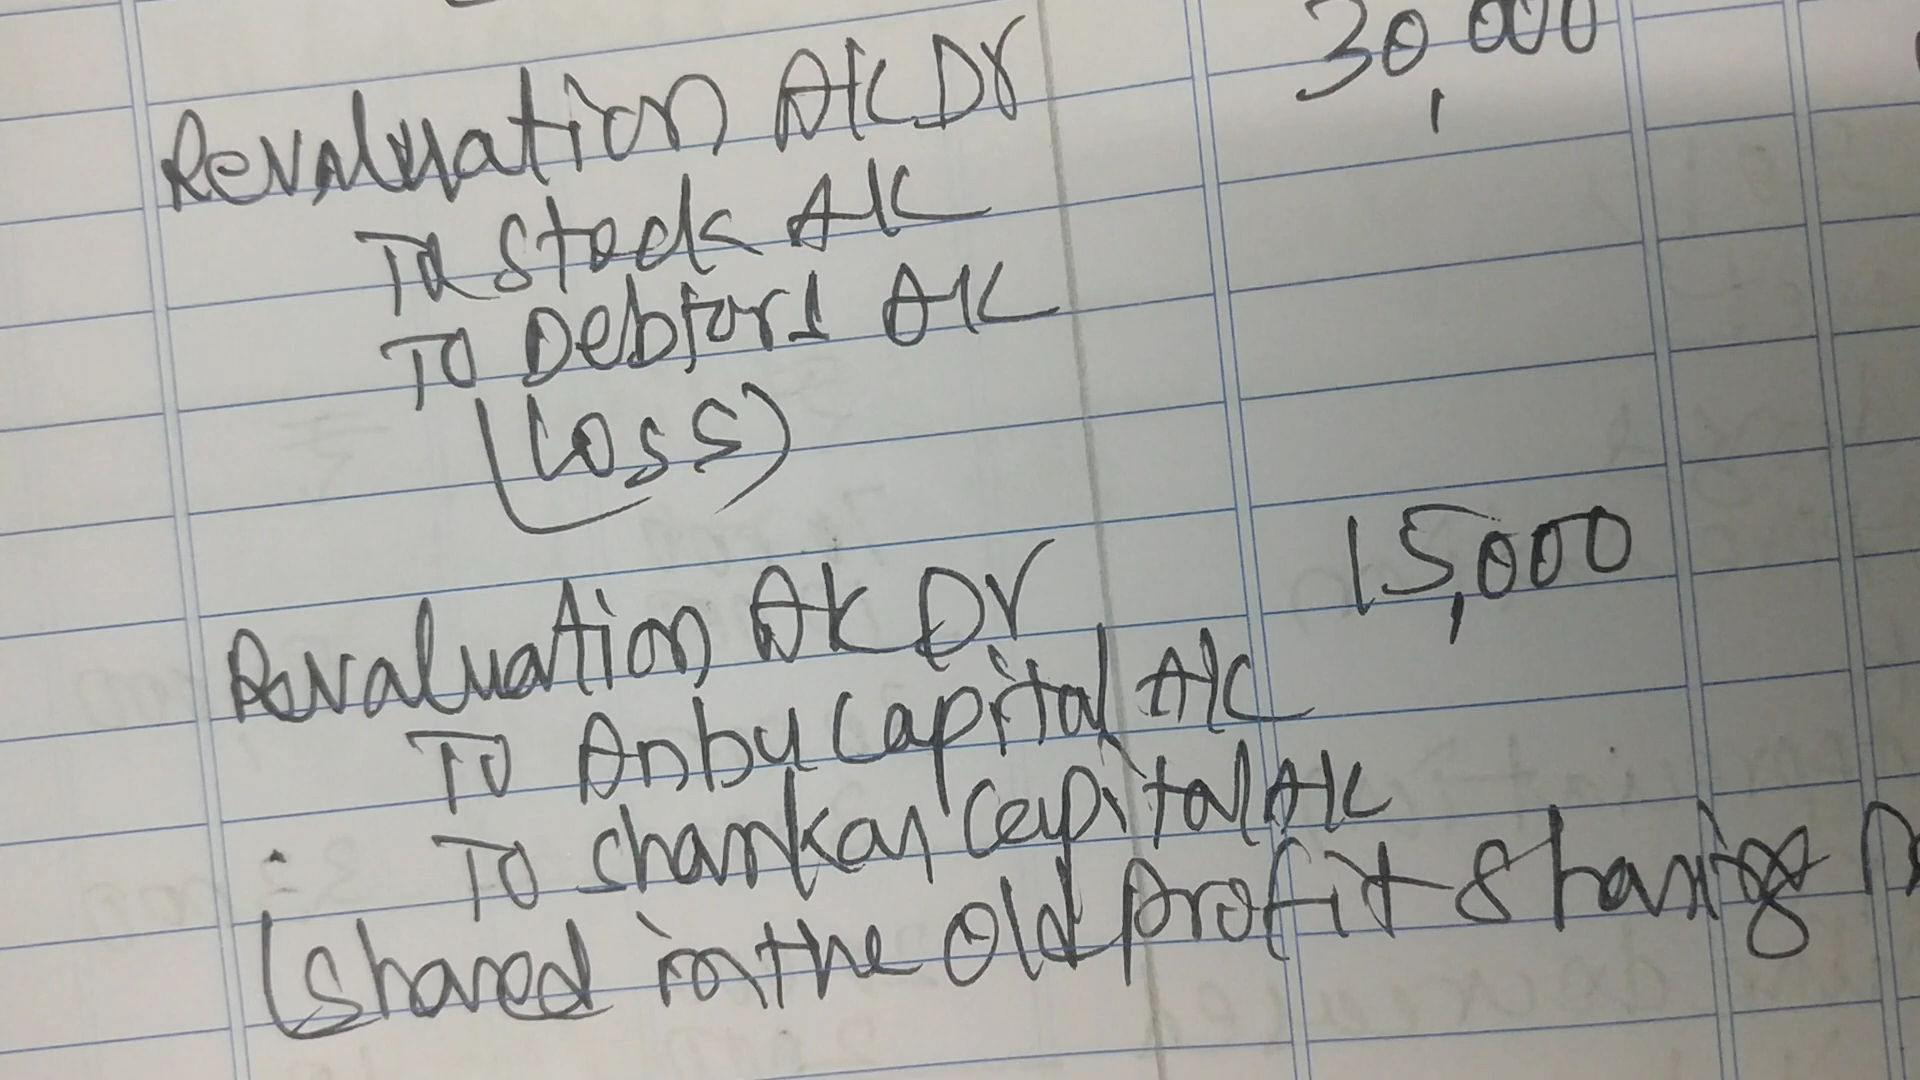 Revaluation A/C Dr 30,000
To Stock A/C
To Debtors A/C
(Loss)
Revaluation A/C Dr 15,000
To Anbu Capital A/C
To Shankar Capital A/C
(Shared in the old profit sharing